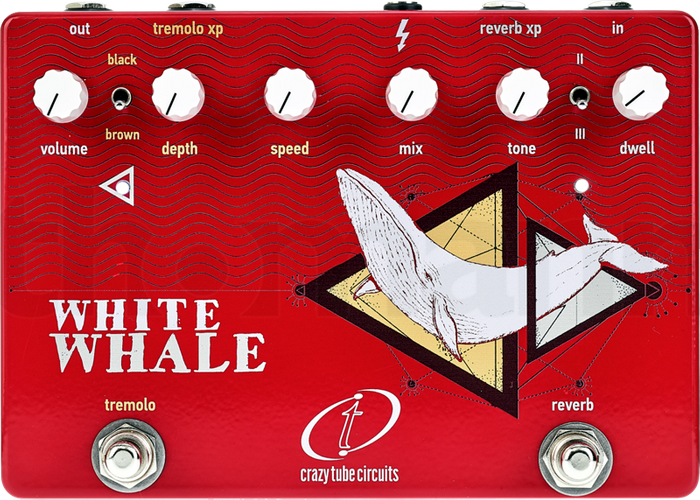 out
tremolo xp
reverb xp
in
black
II
brown
III
volume
depth
speed
mix
tone
dwell
WHITE
WHALE
tremolo
reverb
t
crazy tube circuits